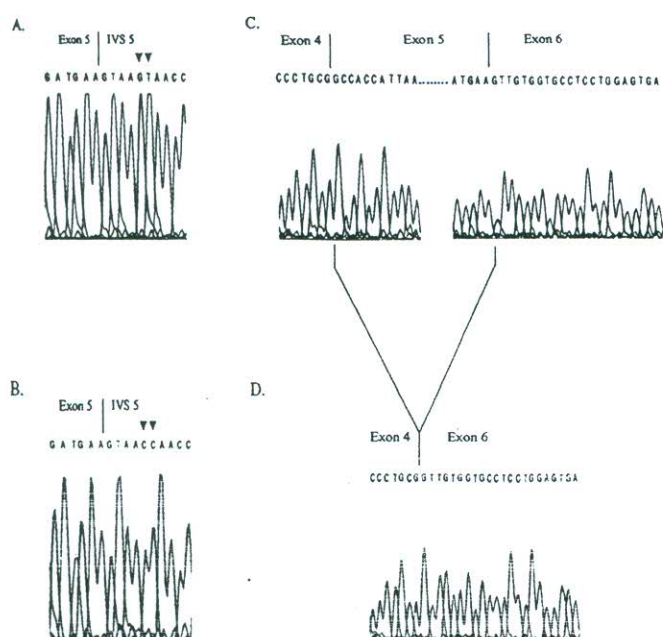 A.
Exon 5 | IVS 5
GATGAAGTAAGTAACC
B.
Exon 5 | IVS 5
GATGAAGTAACCAACC
C.
Exon 4 | Exon 5 | Exon 6
CCCTGCGGCCACCATTAA........ATGAAGTTGTGGTGCCTCCTGGAGTGA
D.
Exon 4 | Exon 6
CCCTGCGGTTGTGGTGCCTCCTGGAGTGA